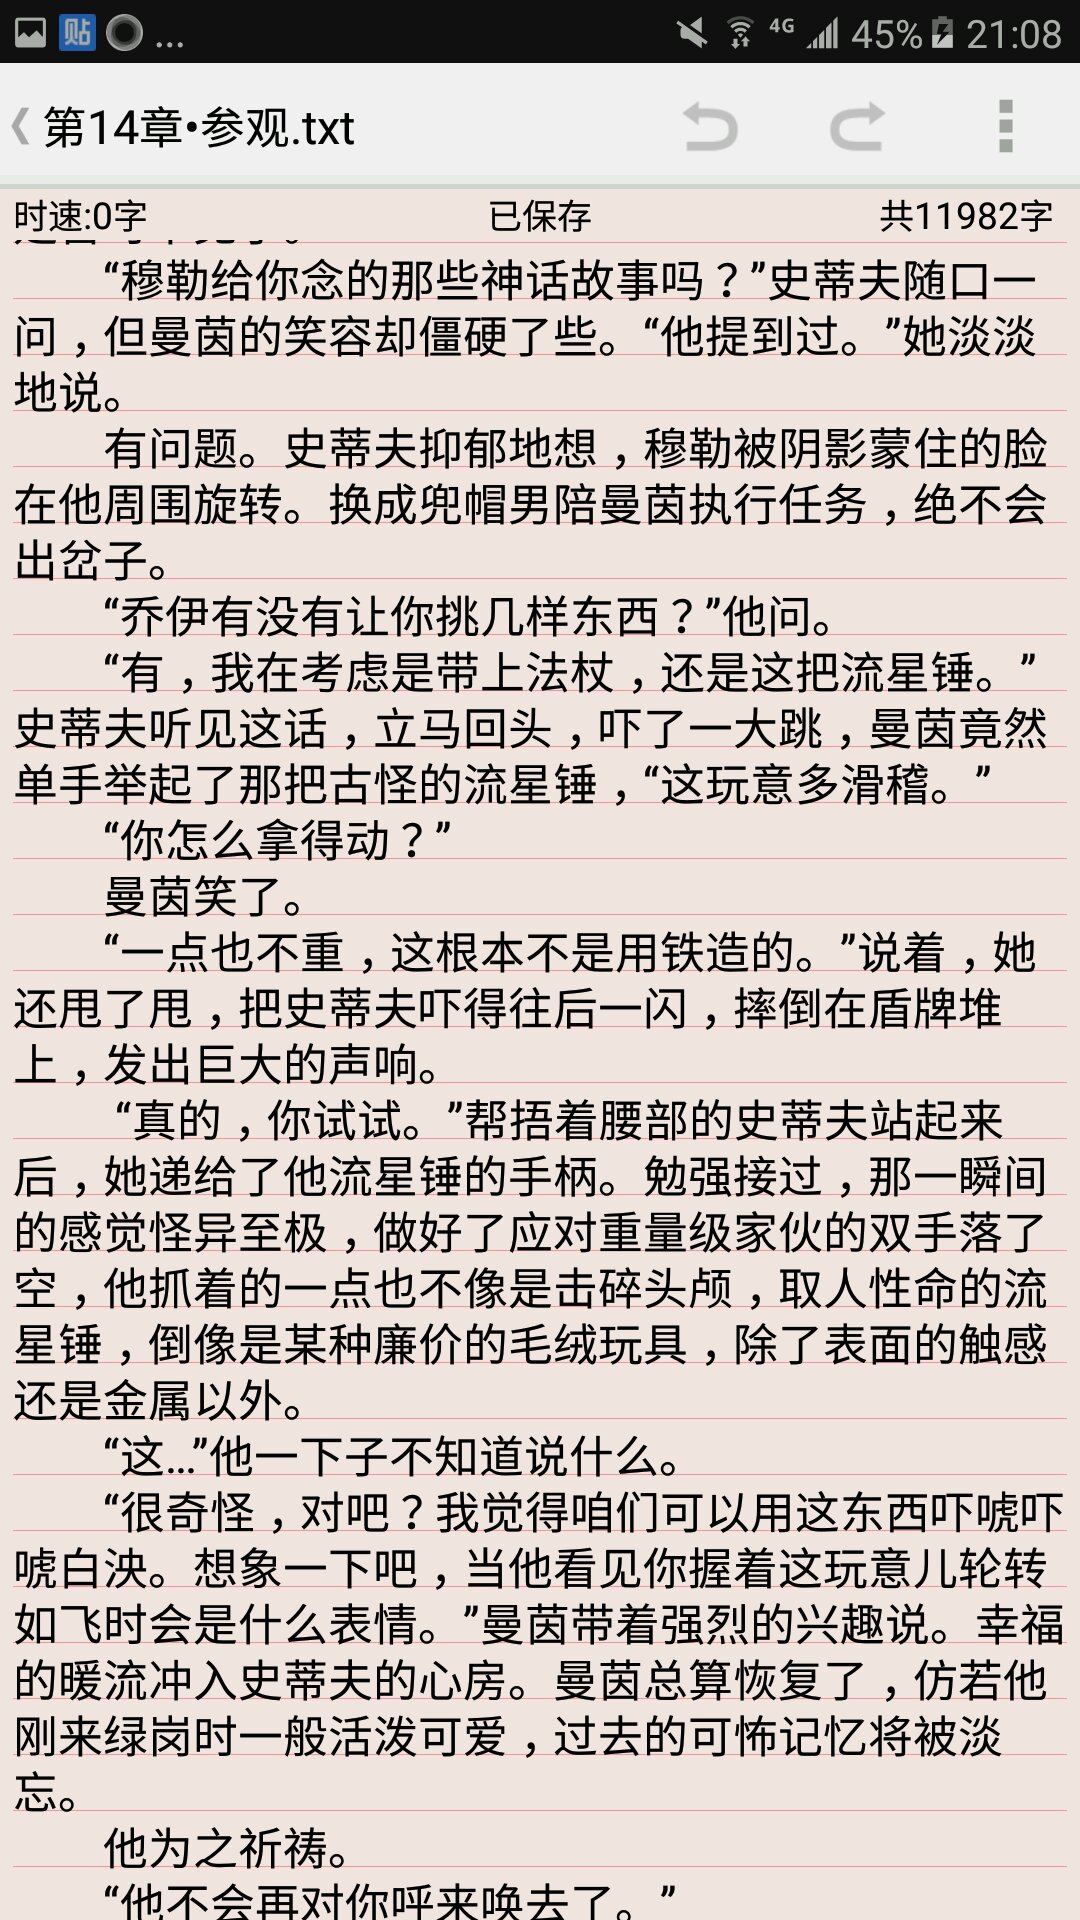 贴 ... 4G 45% 21:08
第14章•参观.txt
时速:0字 已保存 共11982字
“穆勒给你念的那些神话故事吗？”史蒂夫随口一
问，但曼茵的笑容却僵硬了些。“他提到过。”她淡淡
地说。
有问题。史蒂夫抑郁地想，穆勒被阴影蒙住的脸
在他周围旋转。换成兜帽男陪曼茵执行任务，绝不会
出岔子。
“乔伊有没有让你挑几样东西？”他问。
“有，我在考虑是带上法杖，还是这把流星锤。”
史蒂夫听见这话，立马回头，吓了一大跳，曼茵竟然
单手举起了那把古怪的流星锤，“这玩意多滑稽。”
“你怎么拿得动？”
曼茵笑了。
“一点也不重，这根本不是用铁造的。”说着，她
还甩了甩，把史蒂夫吓得往后一闪，摔倒在盾牌堆
上，发出巨大的声响。
“真的，你试试。”帮捂着腰部的史蒂夫站起来
后，她递给了他流星锤的手柄。勉强接过，那一瞬间
的感觉怪异至极，做好了应对重量级家伙的双手落了
空，他抓着的一点也不像是击碎头颅，取人性命的流
星锤，倒像是某种廉价的毛绒玩具，除了表面的触感
还是金属以外。
“这...”他一下子不知道说什么。
“很奇怪，对吧？我觉得咱们可以用这东西吓唬吓
唬白泱。想象一下吧，当他看见你握着这玩意儿轮转
如飞时会是什么表情。”曼茵带着强烈的兴趣说。幸福
的暖流冲入史蒂夫的心房。曼茵总算恢复了，仿若他
刚来绿岗时一般活泼可爱，过去的可怖记忆将被淡
忘。
他为之祈祷。
“他不会再对你呼来唤去了。”